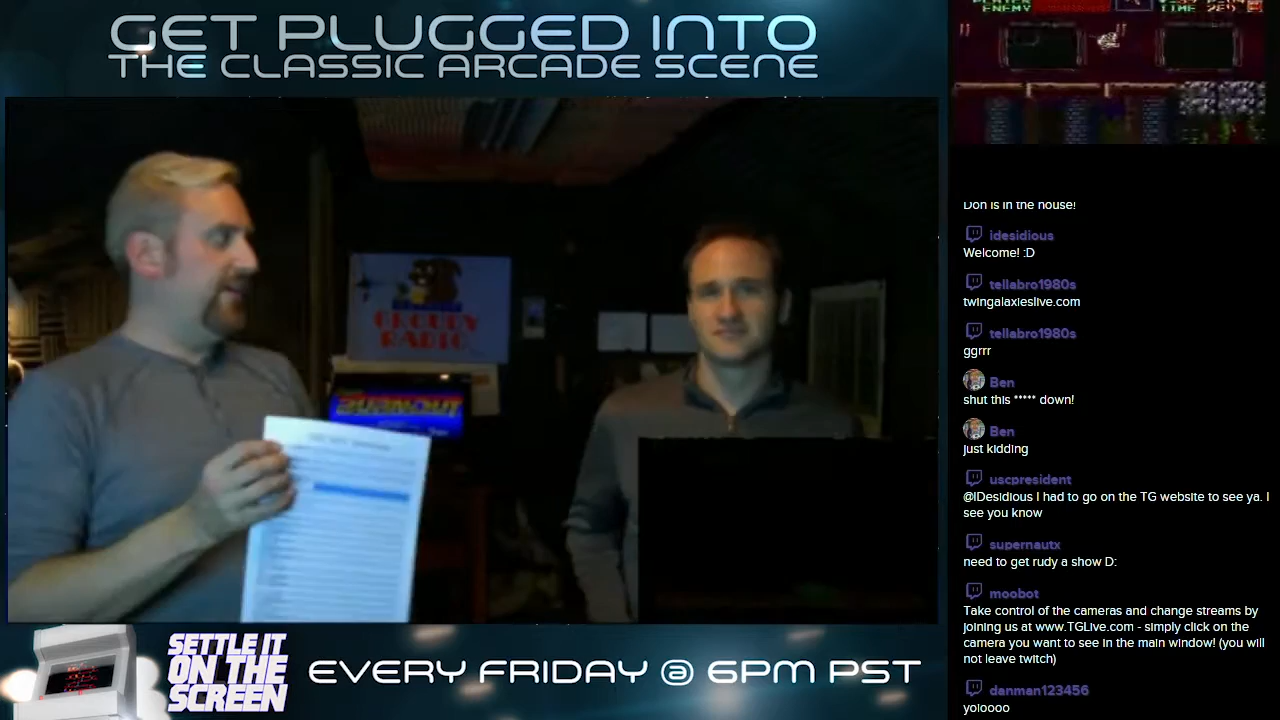 GET PLUGGED INTO
THE CLASSIC ARCADE SCENE
ENEMY
TIME
RADIO
BURNOUT
SETTLE IT
ON THE
SCREEN
EVERY FRIDAY @ 6PM PST
Don is in the house!
idesidious
Welcome! :D
tellabro1980s
twingalaxieslive.com
tellabro1980s
ggrrr
Ben
shut this ***** down!
Ben
just kidding
uscpresident
@IDesidious I had to go on the TG website to see ya. I
see you know
supernautx
need to get rudy a show D:
moobot
Take control of the cameras and change streams by
joining us at www.TGLive.com - simply click on the
camera you want to see in the main window! (you will
not leave twitch)
danman123456
yoloooo